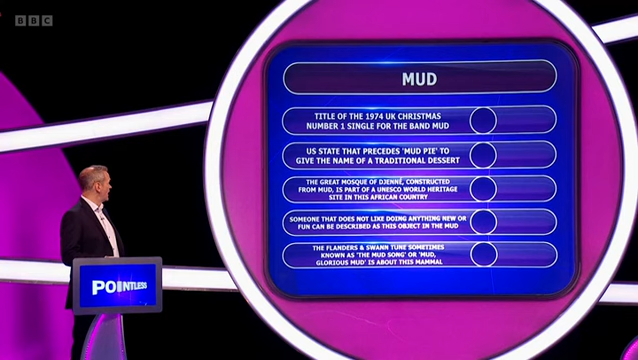 BBC
MUD
TITLE OF THE 1974 UK CHRISTMAS
NUMBER 1 SINGLE FOR THE BAND MUD
US STATE THAT PRECEDES 'MUD PIE' TO
GIVE THE NAME OF A TRADITIONAL DESSERT
THE GREAT MOSQUE OF DJENNÉ, CONSTRUCTED
FROM MUD, IS PART OF A UNESCO WORLD HERITAGE
SITE IN THIS AFRICAN COUNTRY
SOMEONE THAT DOES NOT LIKE DOING ANYTHING NEW OR
FUN CAN BE DESCRIBED AS THIS OBJECT IN THE MUD
THE FLANDERS & SWANN TUNE SOMETIMES
KNOWN AS 'THE MUD SONG' OR 'MUD,
GLORIOUS MUD' IS ABOUT THIS MAMMAL
POINTLESS